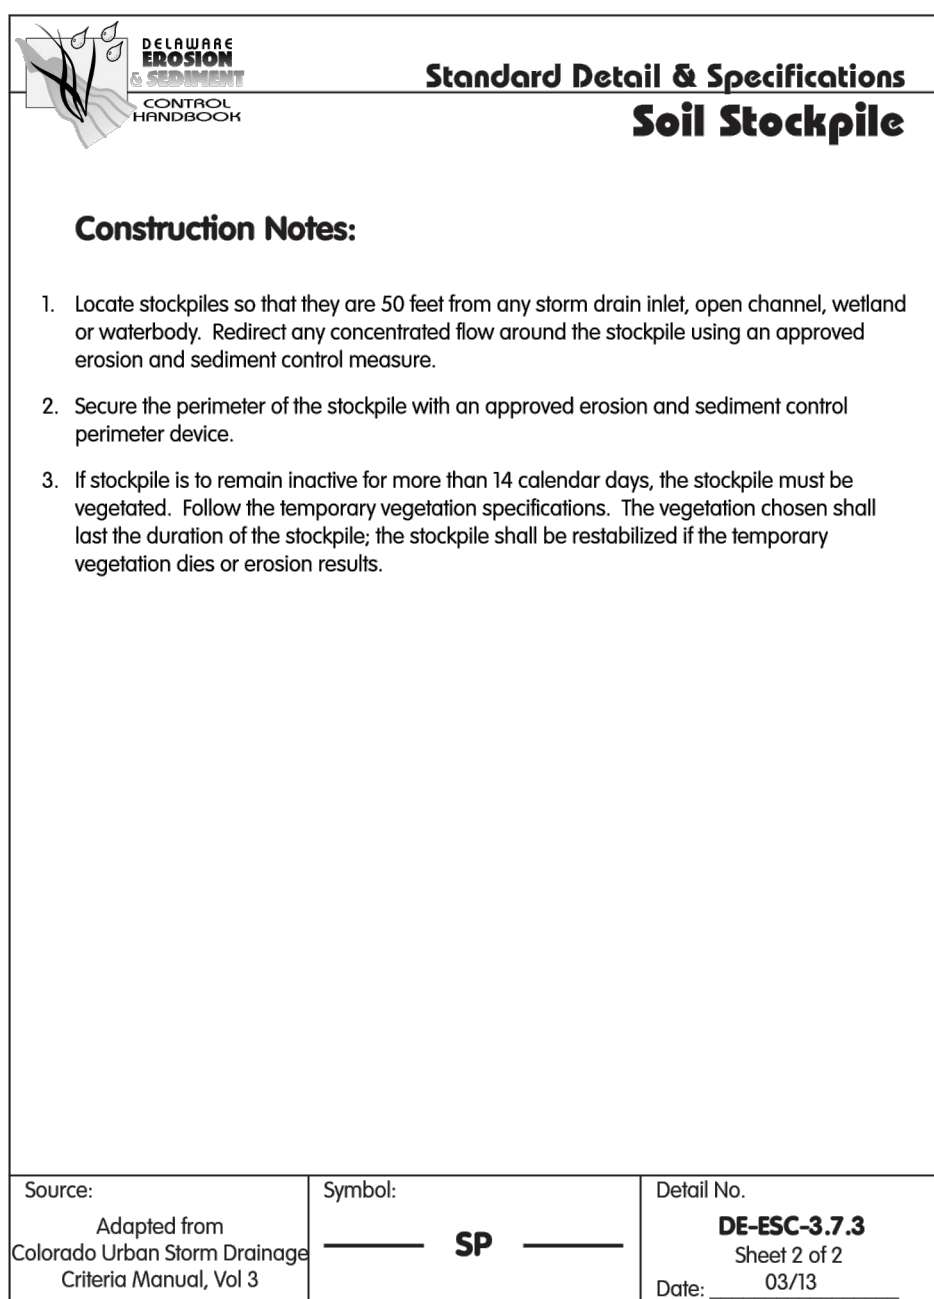 DELAWARE
EROSION
& SEDIMENT
CONTROL
HANDBOOK
Standard Detail & Specifications
Soil Stockpile
Construction Notes:
1. Locate stockpiles so that they are 50 feet from any storm drain inlet, open channel, wetland
or waterbody. Redirect any concentrated flow around the stockpile using an approved
erosion and sediment control measure.
2. Secure the perimeter of the stockpile with an approved erosion and sediment control
perimeter device.
3. If stockpile is to remain inactive for more than 14 calendar days, the stockpile must be
vegetated. Follow the temporary vegetation specifications. The vegetation chosen shall
last the duration of the stockpile; the stockpile shall be restabilized if the temporary
vegetation dies or erosion results.
Source:
Adapted from
Colorado Urban Storm Drainage
Criteria Manual, Vol 3
Symbol:
SP
Detail No.
DE-ESC-3.7.3
Sheet 2 of 2
Date: 03/13